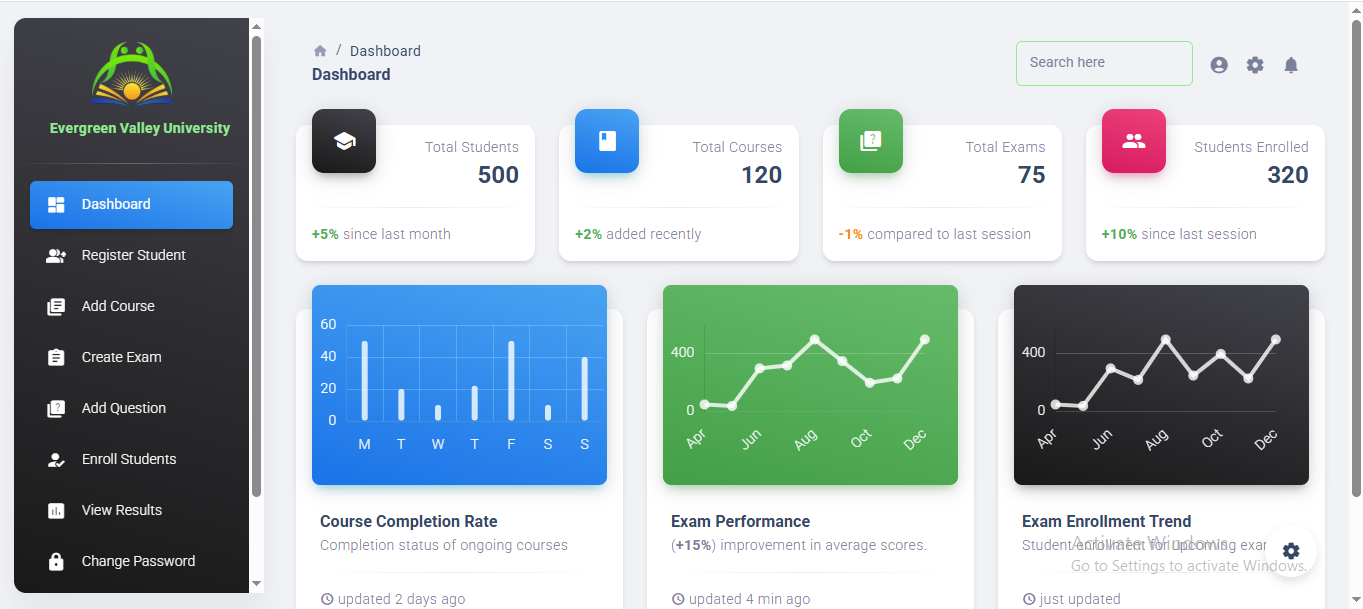 Evergreen Valley University
Dashboard
Register Student
Add Course
Create Exam
Add Question
Enroll Students
View Results
Change Password
/ Dashboard
Dashboard
Search here
Total Students
500
+5% since last month
Total Courses
120
+2% added recently
Total Exams
75
-1% compared to last session
Students Enrolled
320
+10% since last session
60
40
20
0
M T W T F S S
Course Completion Rate
Completion status of ongoing courses
updated 2 days ago
400
0
Apr Jun Aug Oct Dec
Exam Performance
(+15%) improvement in average scores.
updated 4 min ago
400
0
Apr Jun Aug Oct Dec
Exam Enrollment Trend
Student enrollment for upcoming
just updated
Activate Windows
Go to Settings to activate Windows.